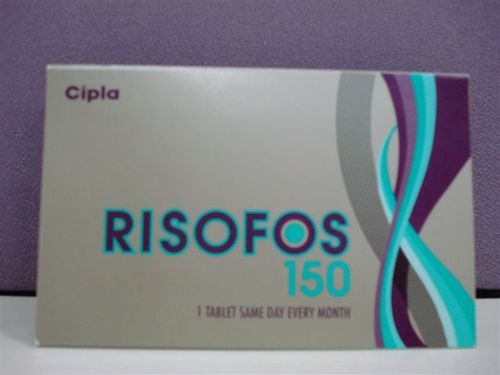 Cipla
RISOFOS
150
1 TABLET SAME DAY EVERY MONTH